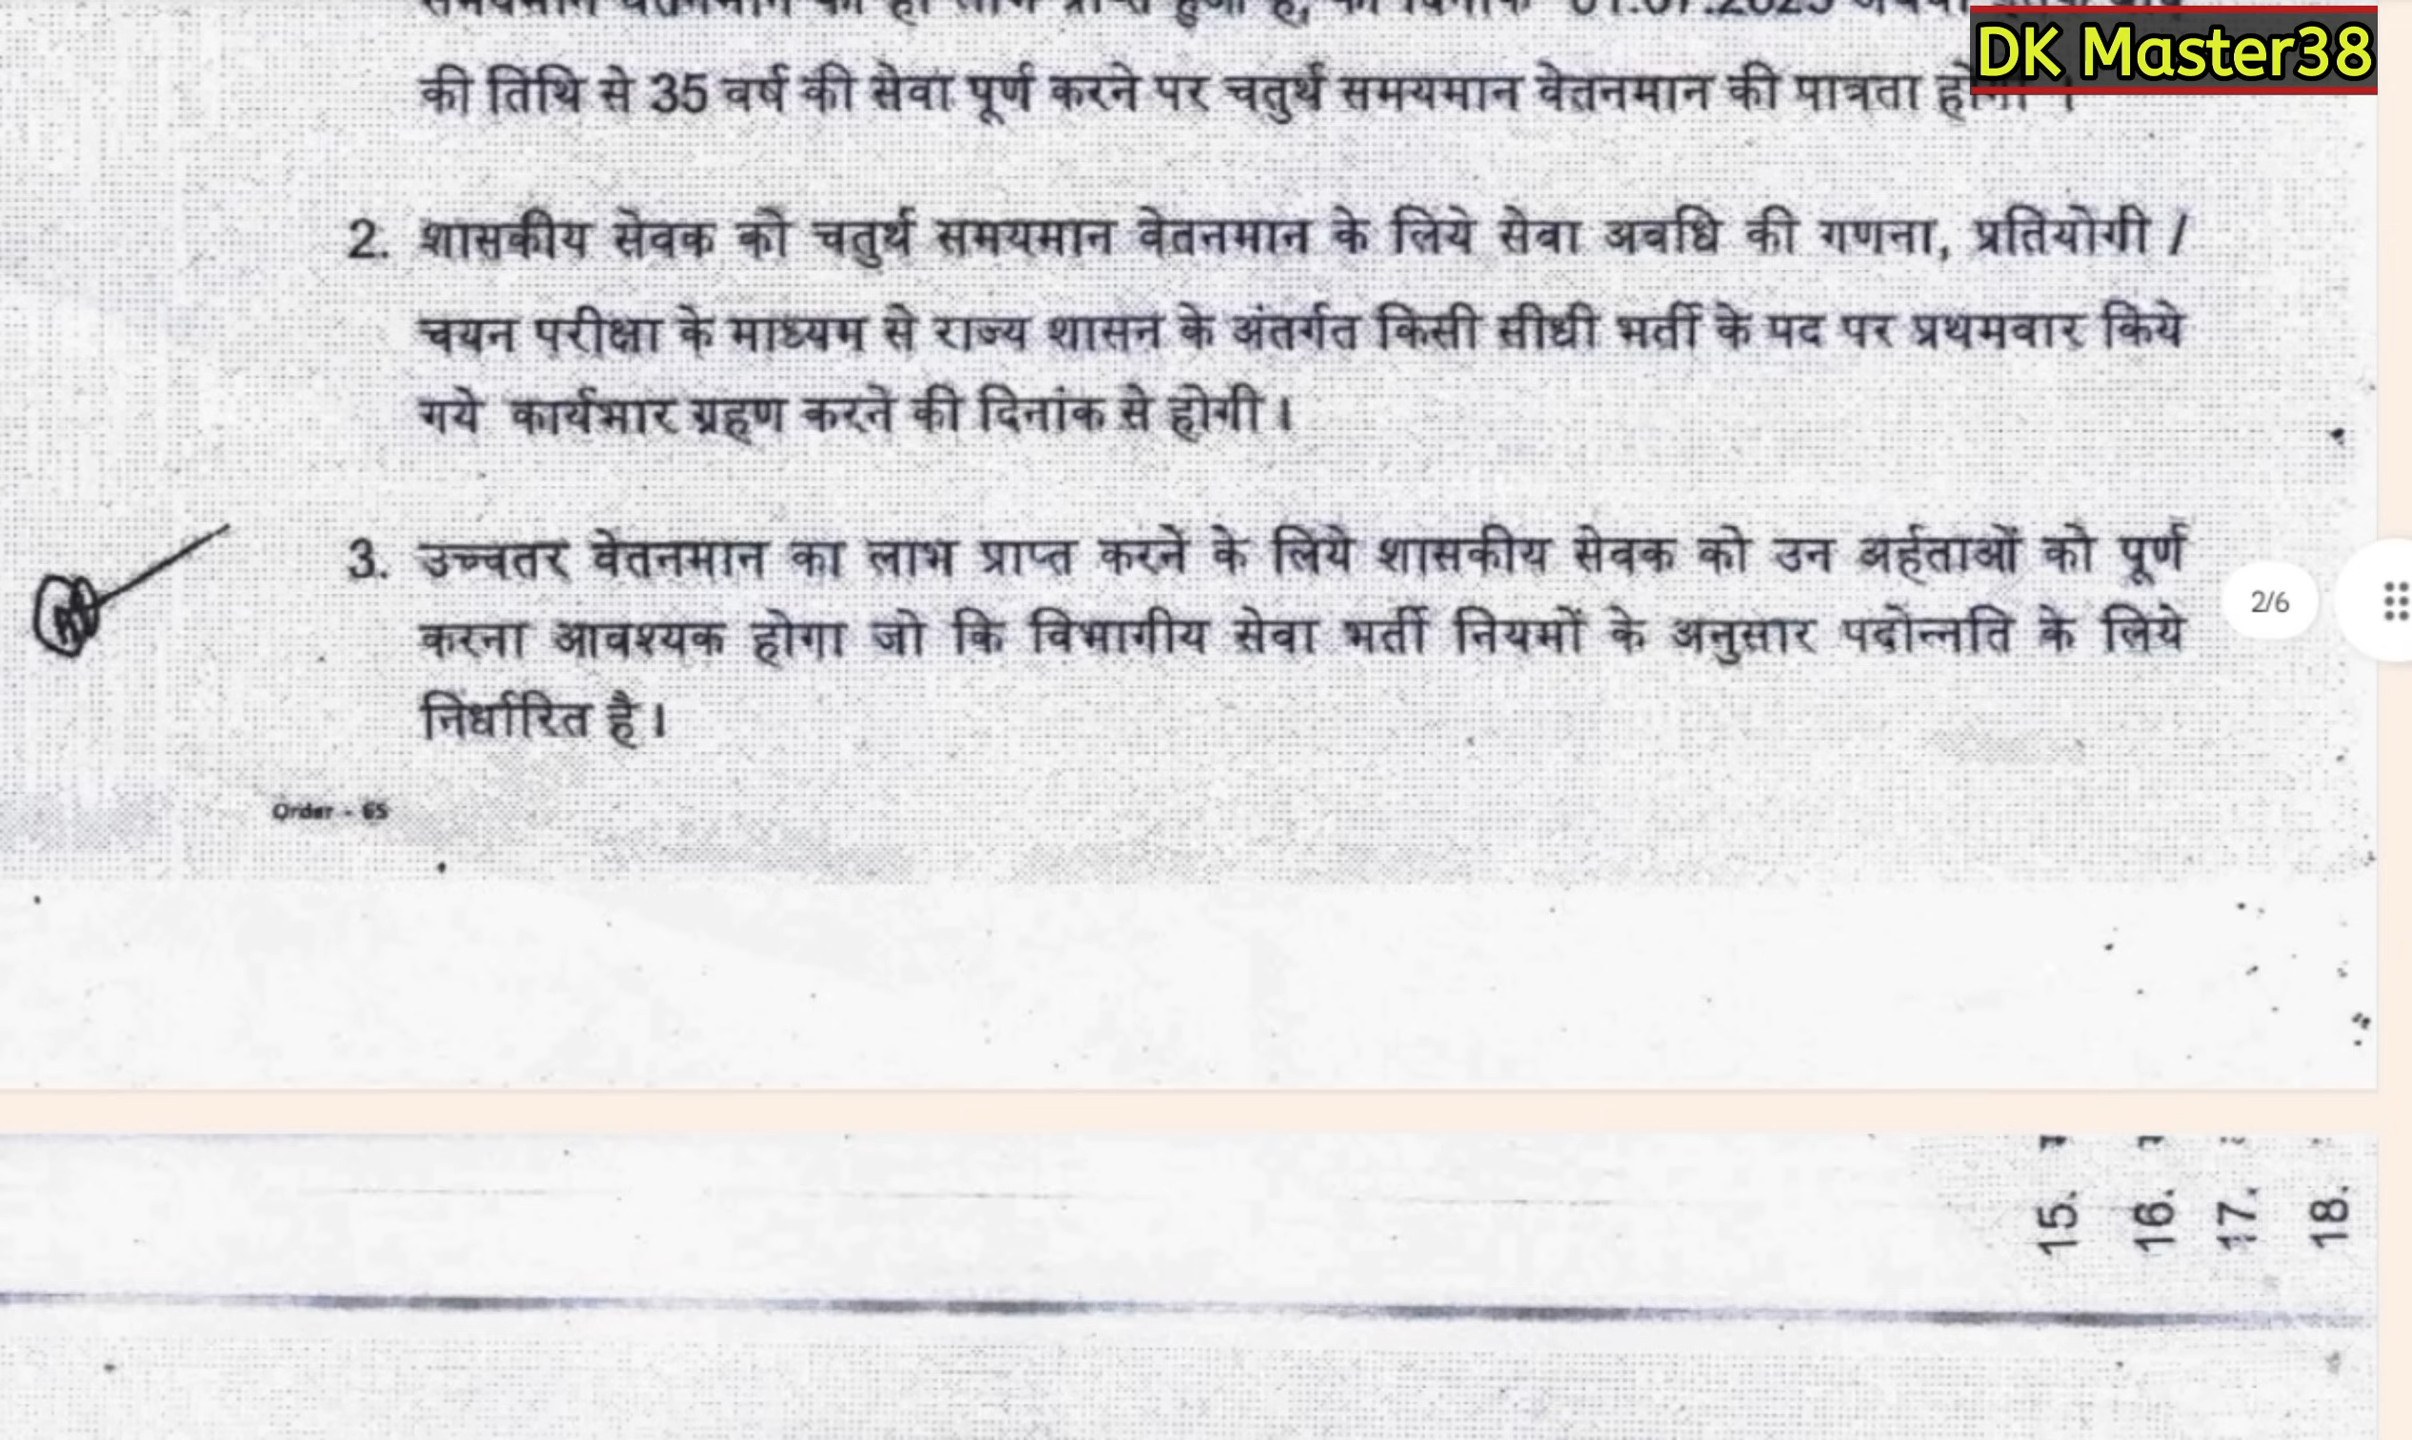 DK Master38
की तिथि से 35 वर्ष की सेवा पूर्ण करने पर चतुर्थ समयमान वेतनमान की पात्रता होगी ।
2. शासकीय सेवक को चतुर्थ समयमान वेतनमान के लिये सेवा अवधि की गणना, प्रतियोगी /
चयन परीक्षा के माध्यम से राज्य शासन के अंतर्गत किसी सीधी भर्ती के पद पर प्रथमवार किये
गये कार्यभार ग्रहण करने की दिनांक से होगी ।
3. उच्चतर वेतनमान का लाभ प्राप्त करने के लिये शासकीय सेवक को उन अर्हताओं को पूर्ण
करना आवश्यक होगा जो कि विभागीय सेवा भर्ती नियमों के अनुसार पदोन्नति के लिये
निर्धारित है ।
2/6
Order - 65
15.
16.
17.
18.